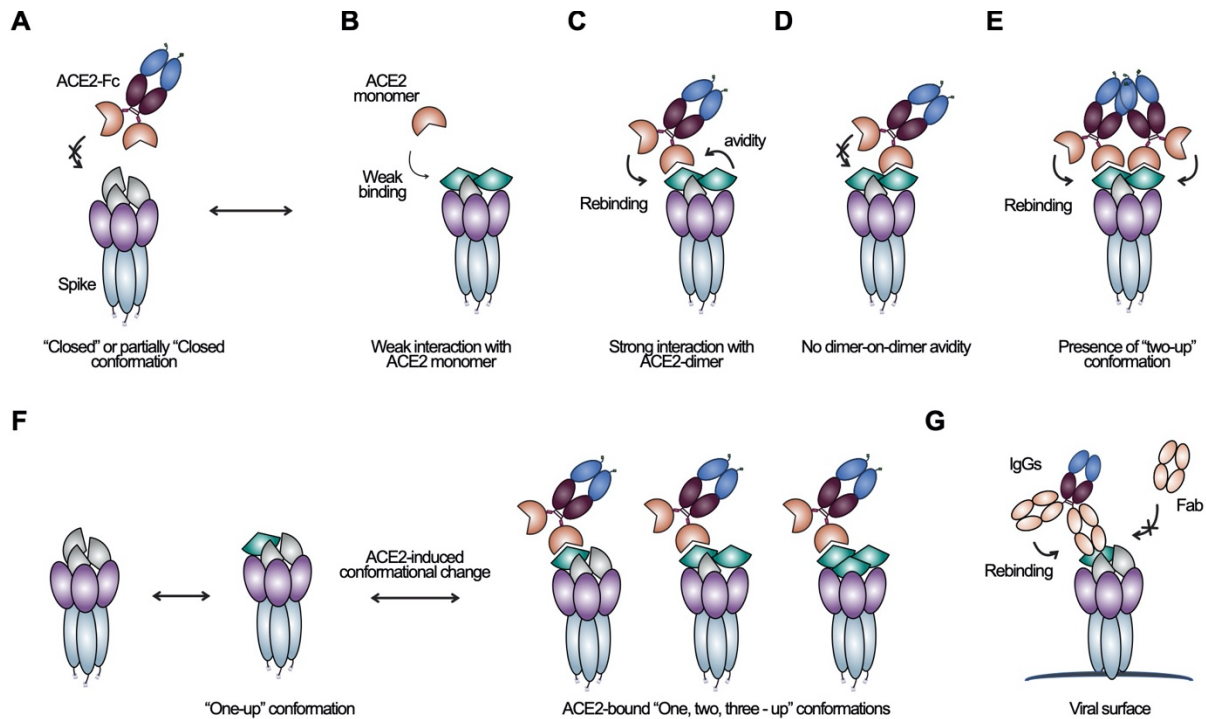 A
B
C
D
E
ACE2-Fc
Spike
"Closed" or partially "Closed
conformation
ACE2
monomer
Weak
binding
Weak interaction with
ACE2 monomer
avidity
Rebinding
Strong interaction with
ACE2-dimer
No dimer-on-dimer avidity
Rebinding
Presence of "two-up"
conformation
F
G
"One-up" conformation
ACE2-induced
conformational change
ACE2-bound "One, two, three - up" conformations
IgGs
Fab
Rebinding
Viral surface